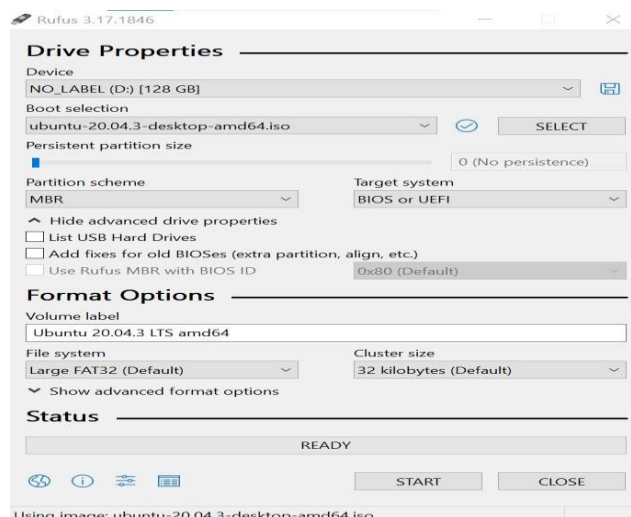 Rufus 3.17.1846
Drive Properties
Device
NO_LABEL (D:) [128 GB]
Boot selection
ubuntu-20.04.3-desktop-amd64.iso
SELECT
Persistent partition size
0 (No persistence)
Partition scheme Target system
MBR BIOS or UEFI
Hide advanced drive properties
List USB Hard Drives
Add fixes for old BIOSes (extra partition, align, etc.)
Use Rufus MBR with BIOS ID 0x80 (Default)
Format Options
Volume label
Ubuntu 20.04.3 LTS amd64
File system Cluster size
Large FAT32 (Default) 32 kilobytes (Default)
Show advanced format options
Status
READY
START CLOSE
Using image: ubuntu-20.04.3-desktop-amd64.iso